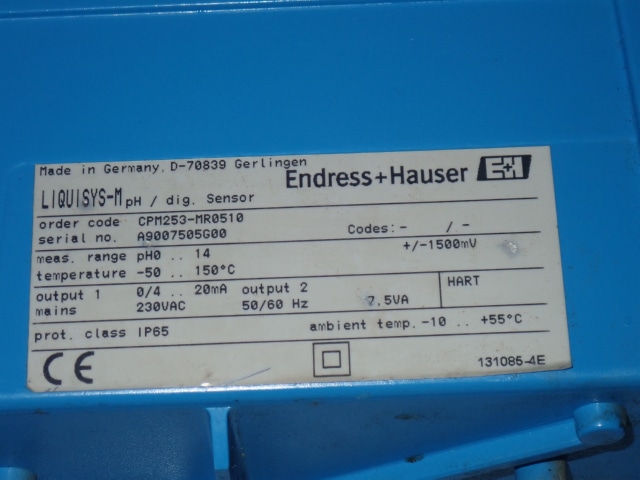 Made in Germany, D-70839 Gerlingen
Endress+Hauser E+H
LIQUISYS-M pH / dig. Sensor
order code CPM253-MR0510
serial no. A9007505G00 Codes: - / -
meas. range pH0 .. 14 +/-1500mV
temperature -50 .. 150°C
output 1 0/4 .. 20mA output 2 HART
mains 230VAC 50/60 Hz 7.5VA
prot. class IP65 ambient temp. -10 .. +55°C
CE 131085-4E